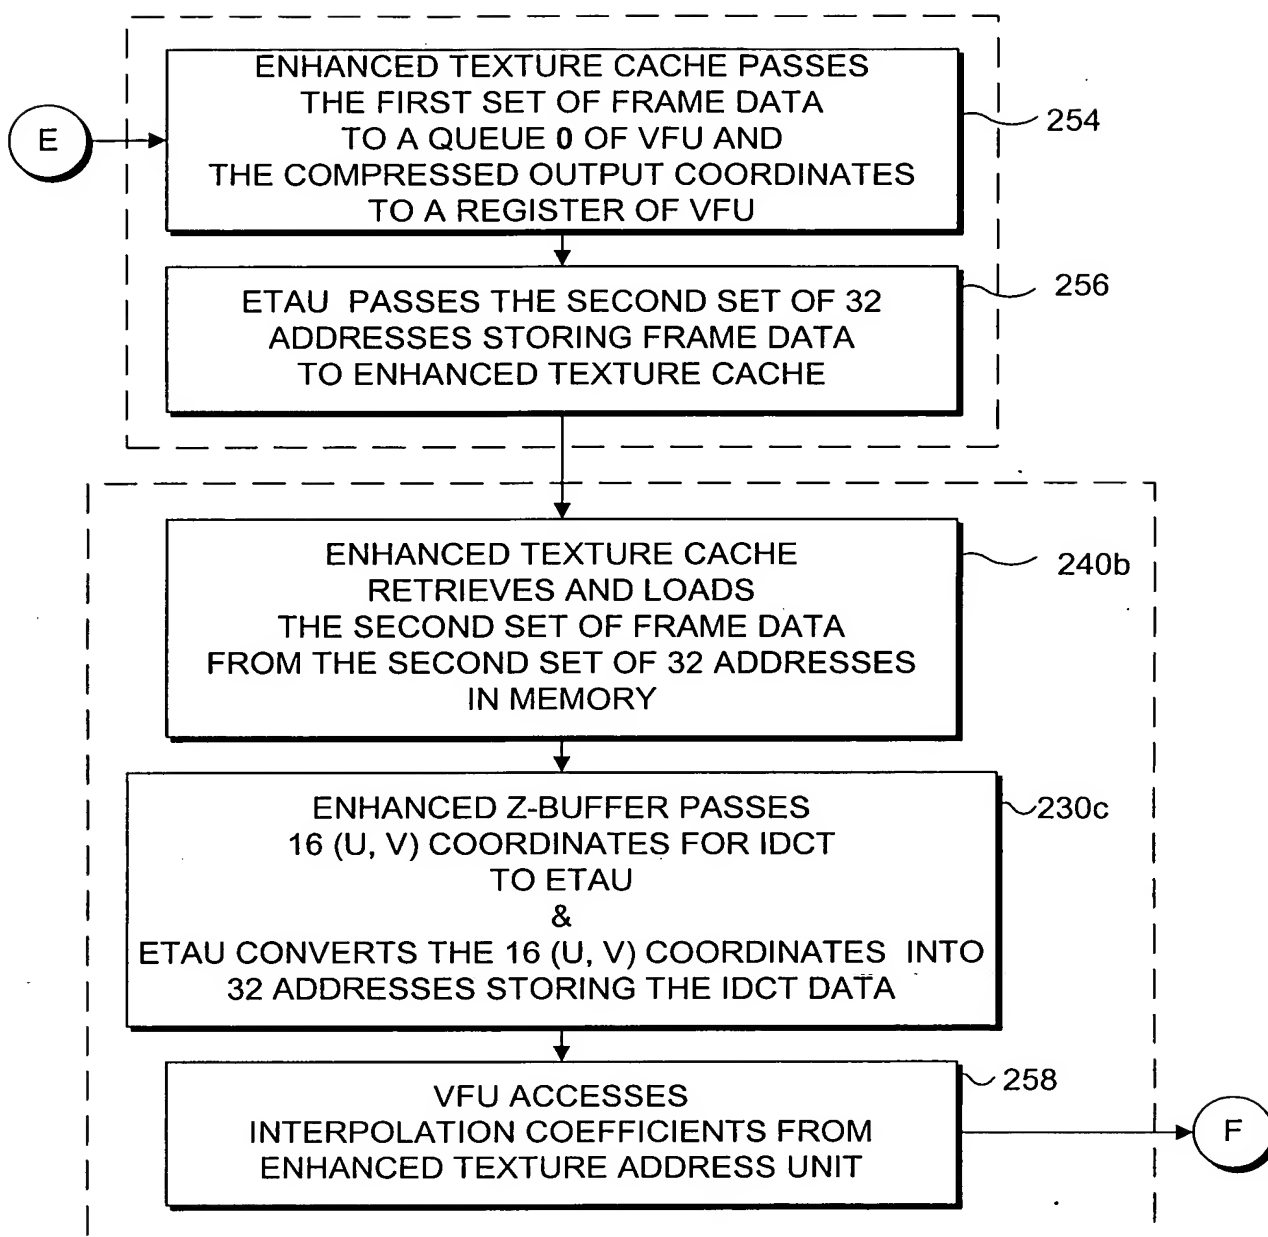 ENHANCED TEXTURE CACHE PASSES
THE FIRST SET OF FRAME DATA
TO A QUEUE 0 OF VFU AND
THE COMPRESSED OUTPUT COORDINATES
TO A REGISTER OF VFU
254
E
ETAU PASSES THE SECOND SET OF 32
ADDRESSES STORING FRAME DATA
TO ENHANCED TEXTURE CACHE
256
ENHANCED TEXTURE CACHE
RETRIEVES AND LOADS
THE SECOND SET OF FRAME DATA
FROM THE SECOND SET OF 32 ADDRESSES
IN MEMORY
240b
ENHANCED Z-BUFFER PASSES
16 (U, V) COORDINATES FOR IDCT
TO ETAU
&
ETAU CONVERTS THE 16 (U, V) COORDINATES INTO
32 ADDRESSES STORING THE IDCT DATA
230c
VFU ACCESSES
INTERPOLATION COEFFICIENTS FROM
ENHANCED TEXTURE ADDRESS UNIT
258
F